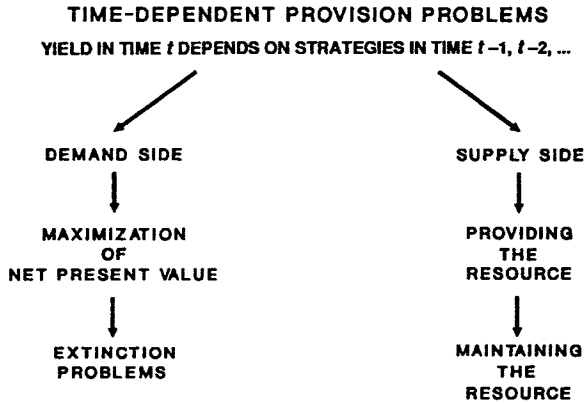 TIME-DEPENDENT PROVISION PROBLEMS
YIELD IN TIME t DEPENDS ON STRATEGIES IN TIME t-1, t-2, ...
DEMAND SIDE
MAXIMIZATION
OF
NET PRESENT VALUE
EXTINCTION
PROBLEMS
SUPPLY SIDE
PROVIDING
THE
RESOURCE
MAINTAINING
THE
RESOURCE